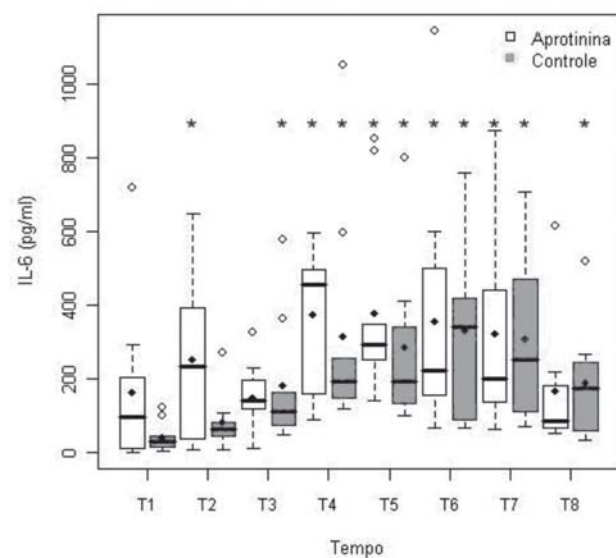 Aprotinina
Controle
IL-6 (pg/ml)
1000
800
600
400
200
0
T1 T2 T3 T4 T5 T6 T7 T8
Tempo